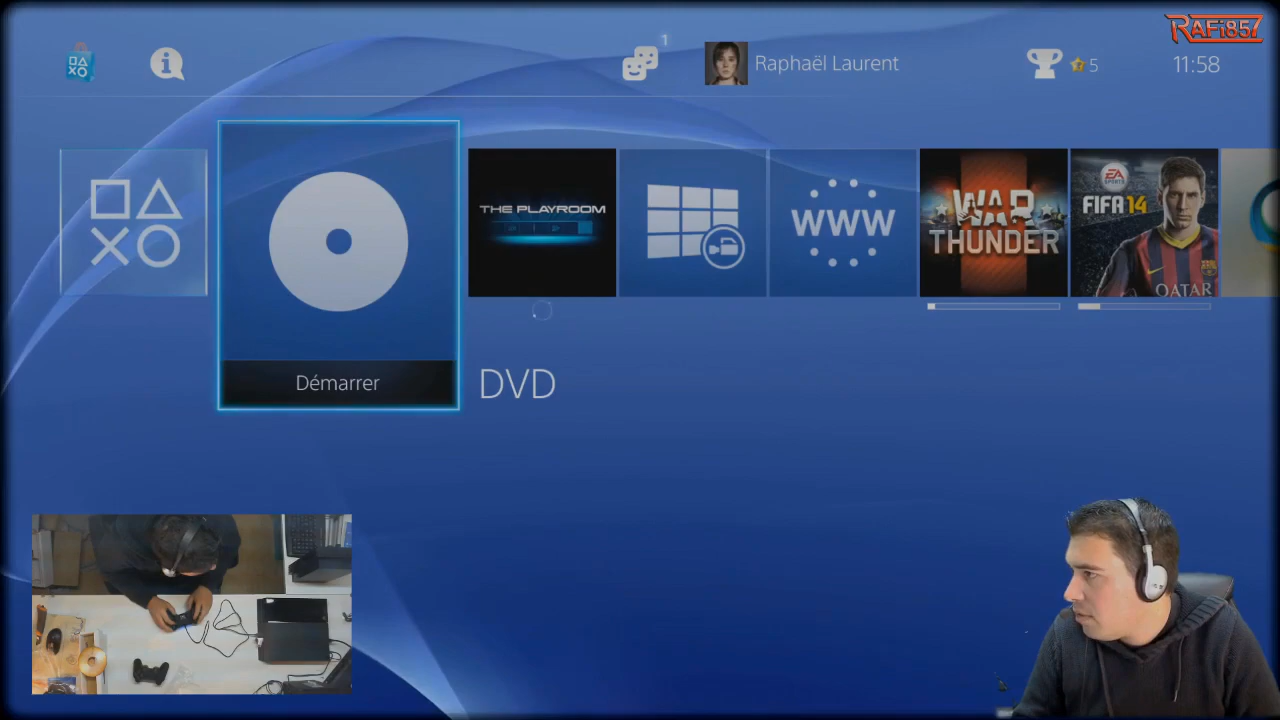 RAFi857
1
Raphaël Laurent
5
11:58
THE PLAYROOM
WWW
WAR
THUNDER
EA
SPORTS
FIFA 14
QATAR
Démarrer
DVD